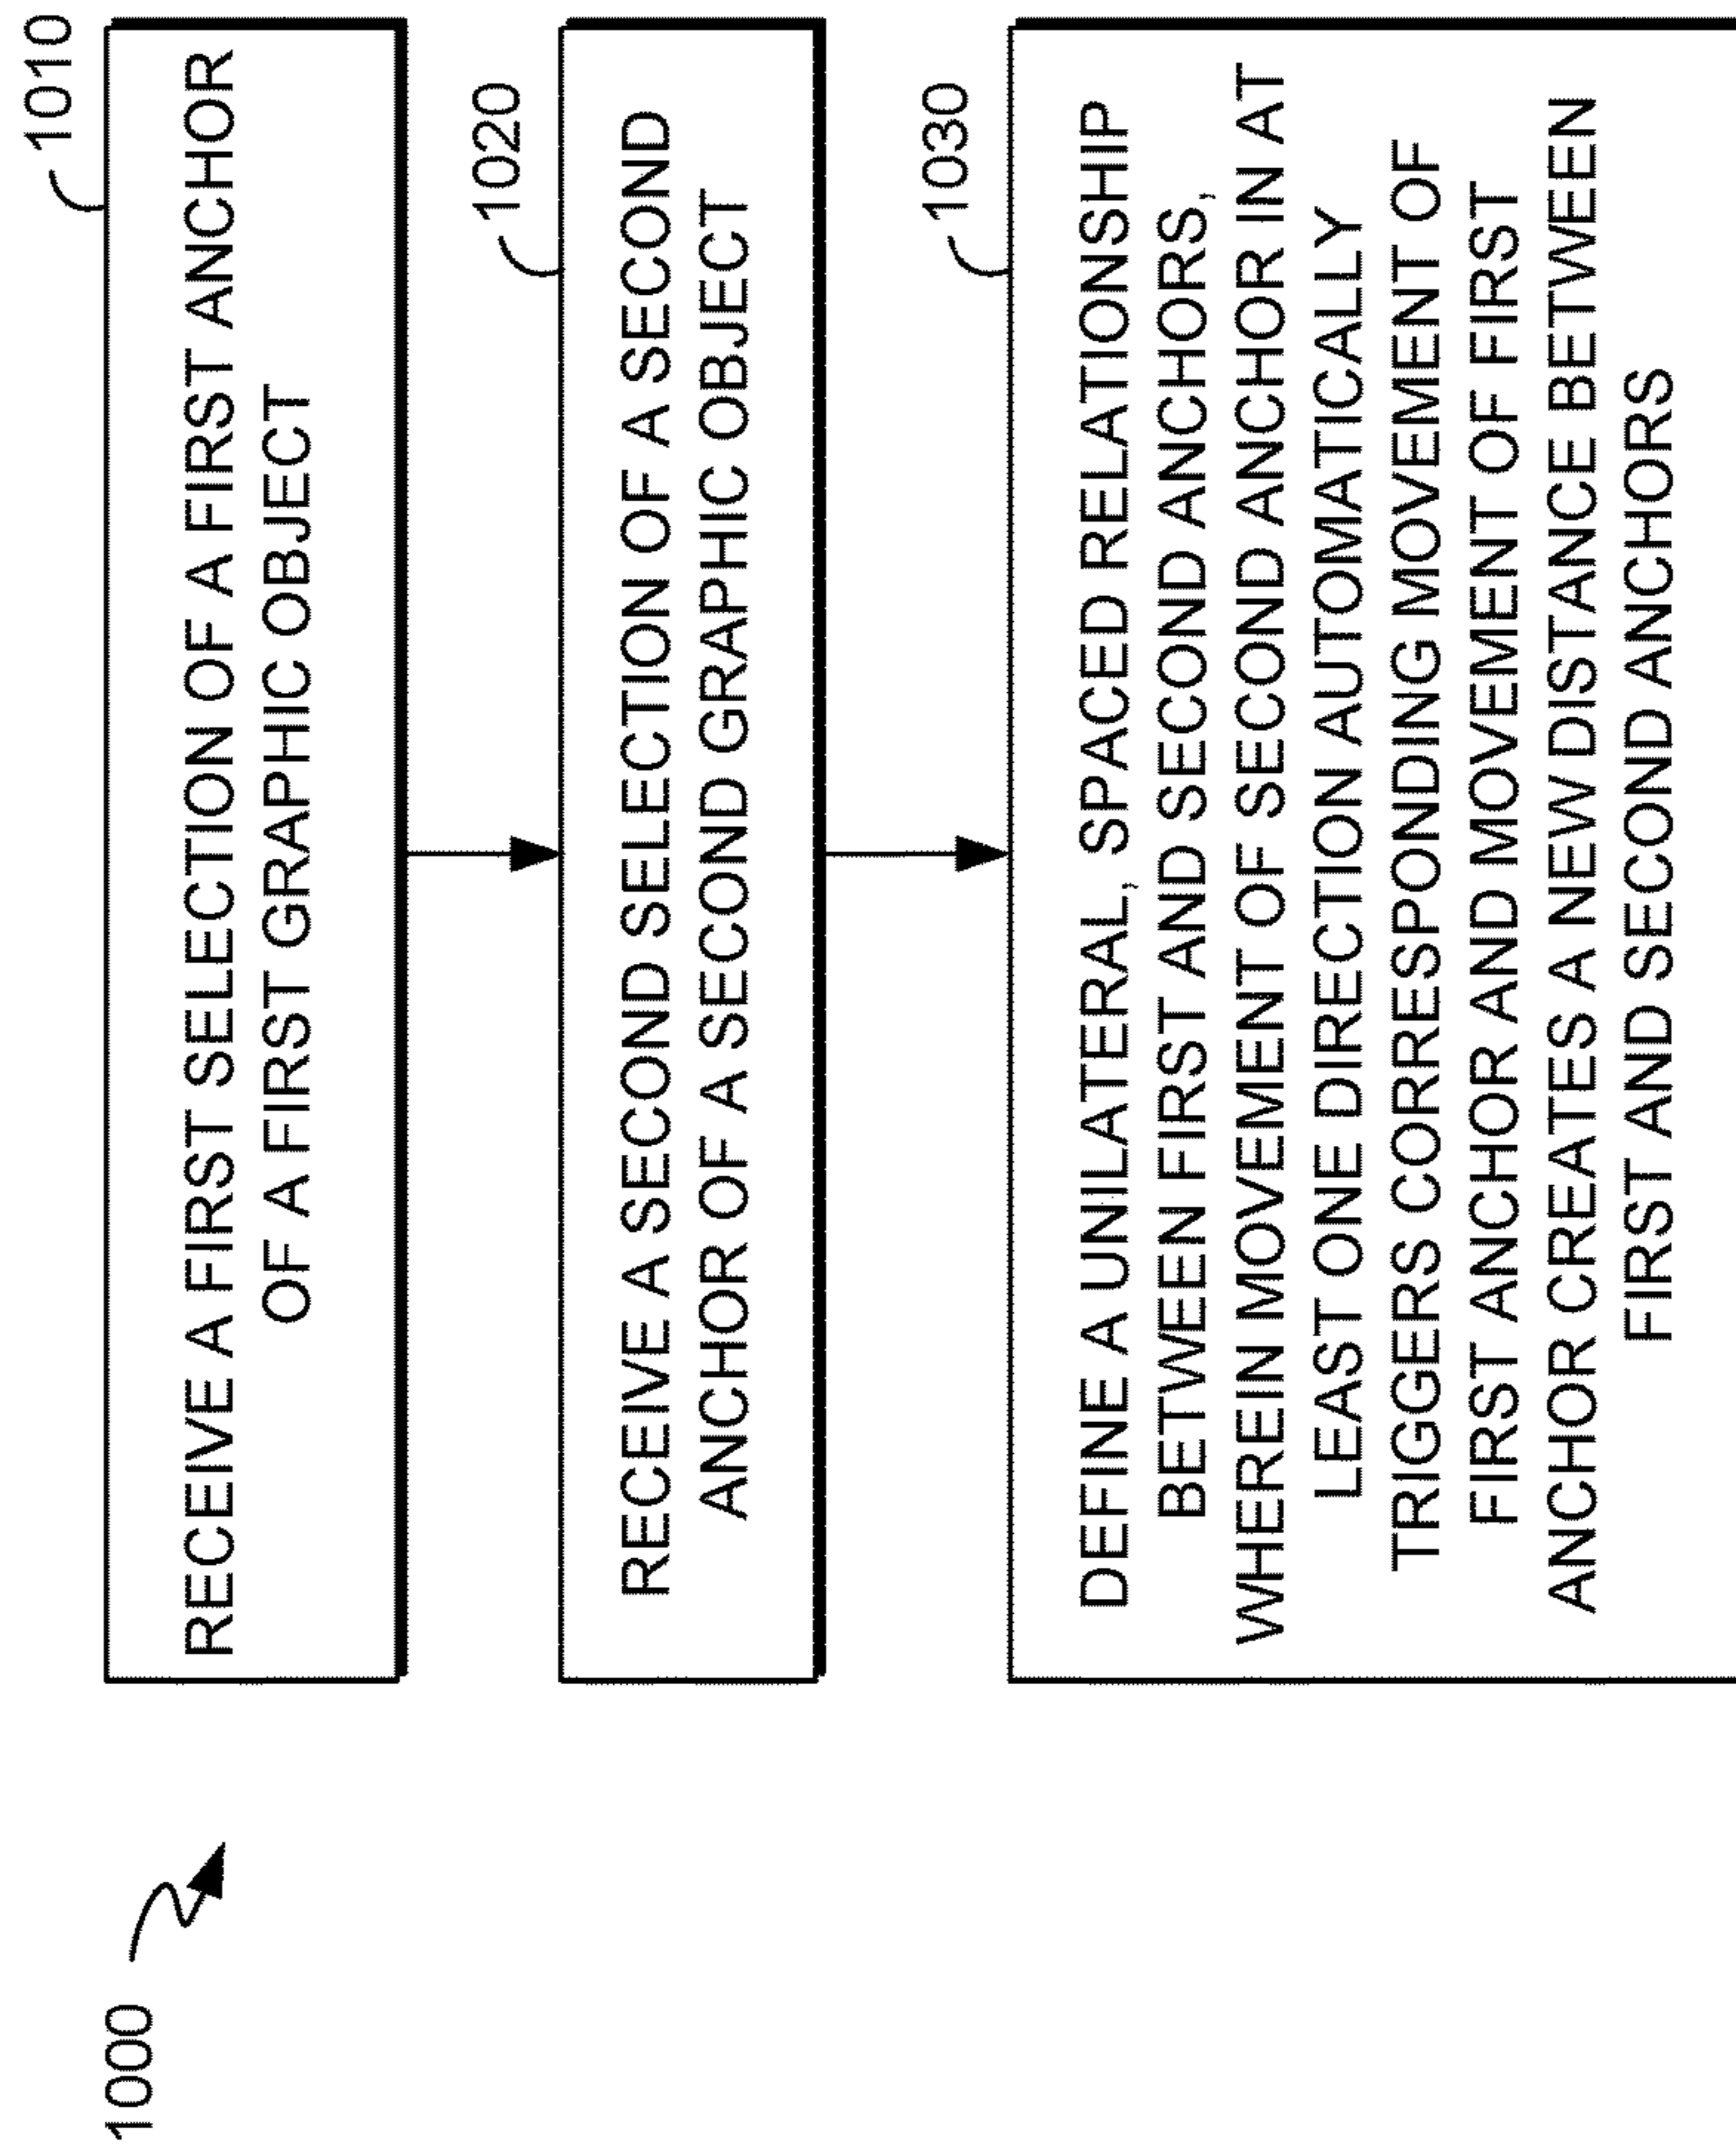 1000
1010
RECEIVE A FIRST SELECTION OF A FIRST ANCHOR
OF A FIRST GRAPHIC OBJECT
1020
RECEIVE A SECOND SELECTION OF A SECOND
ANCHOR OF A SECOND GRAPHIC OBJECT
1030
DEFINE A UNILATERAL, SPACED RELATIONSHIP
BETWEEN FIRST AND SECOND ANCHORS,
WHEREIN MOVEMENT OF SECOND ANCHOR IN AT
LEAST ONE DIRECTION AUTOMATICALLY
TRIGGERS CORRESPONDING MOVEMENT OF
FIRST ANCHOR AND MOVEMENT OF FIRST
ANCHOR CREATES A NEW DISTANCE BETWEEN
FIRST AND SECOND ANCHORS